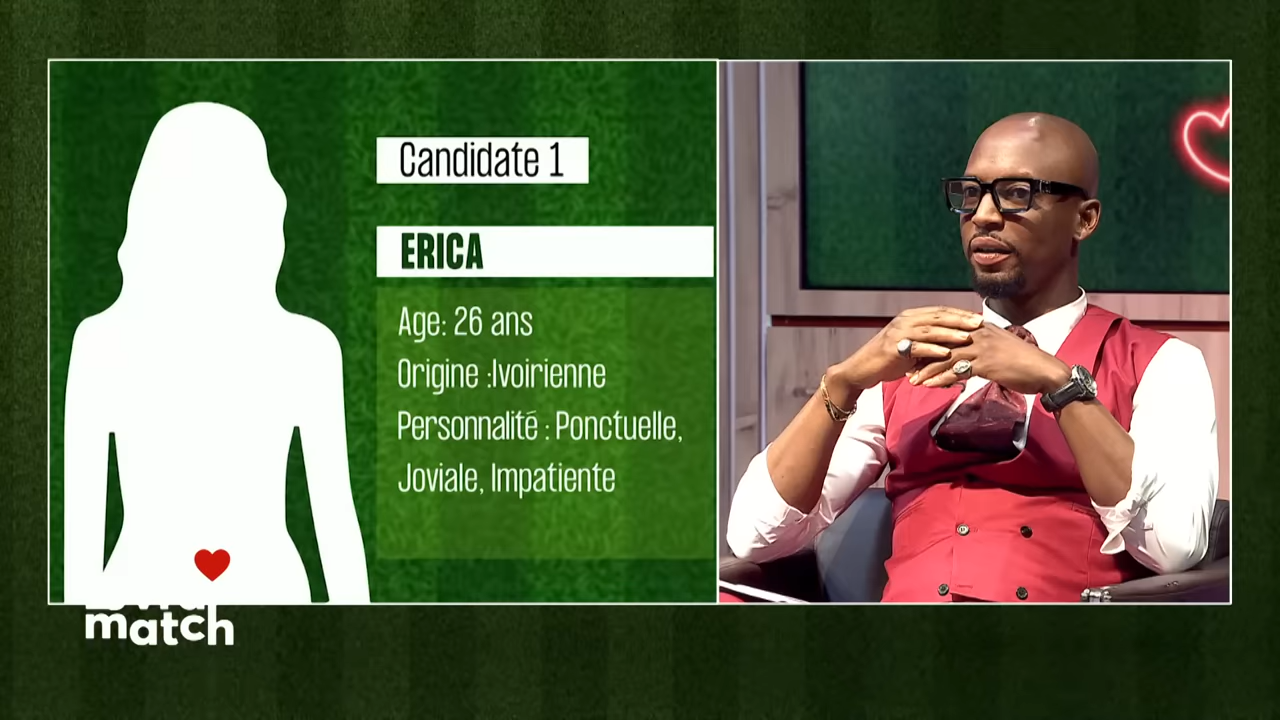 Candidate 1
ERICA
Age: 26 ans
Origine :Ivoirienne
Personnalité : Ponctuelle,
Joviale, Impatiente
match